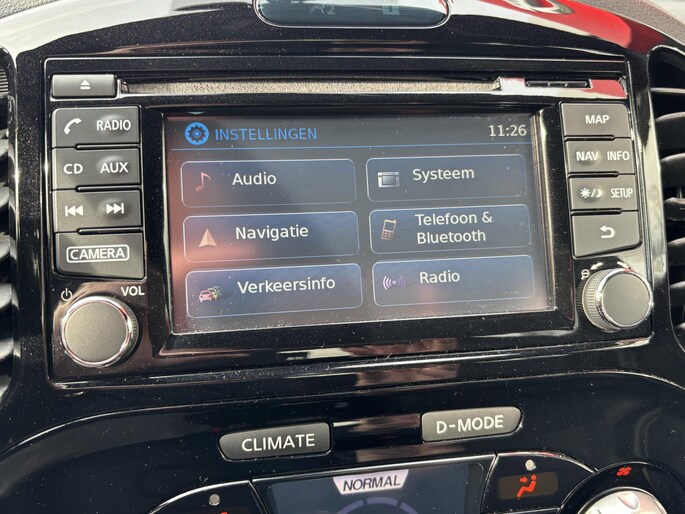 RADIO
CD AUX
CAMERA
VOL
INSTELLINGEN 11:26
Audio
Systeem
Navigatie
Telefoon &
Bluetooth
Verkeersinfo
Radio
MAP
NAV INFO
SETUP
CLIMATE
D-MODE
NORMAL